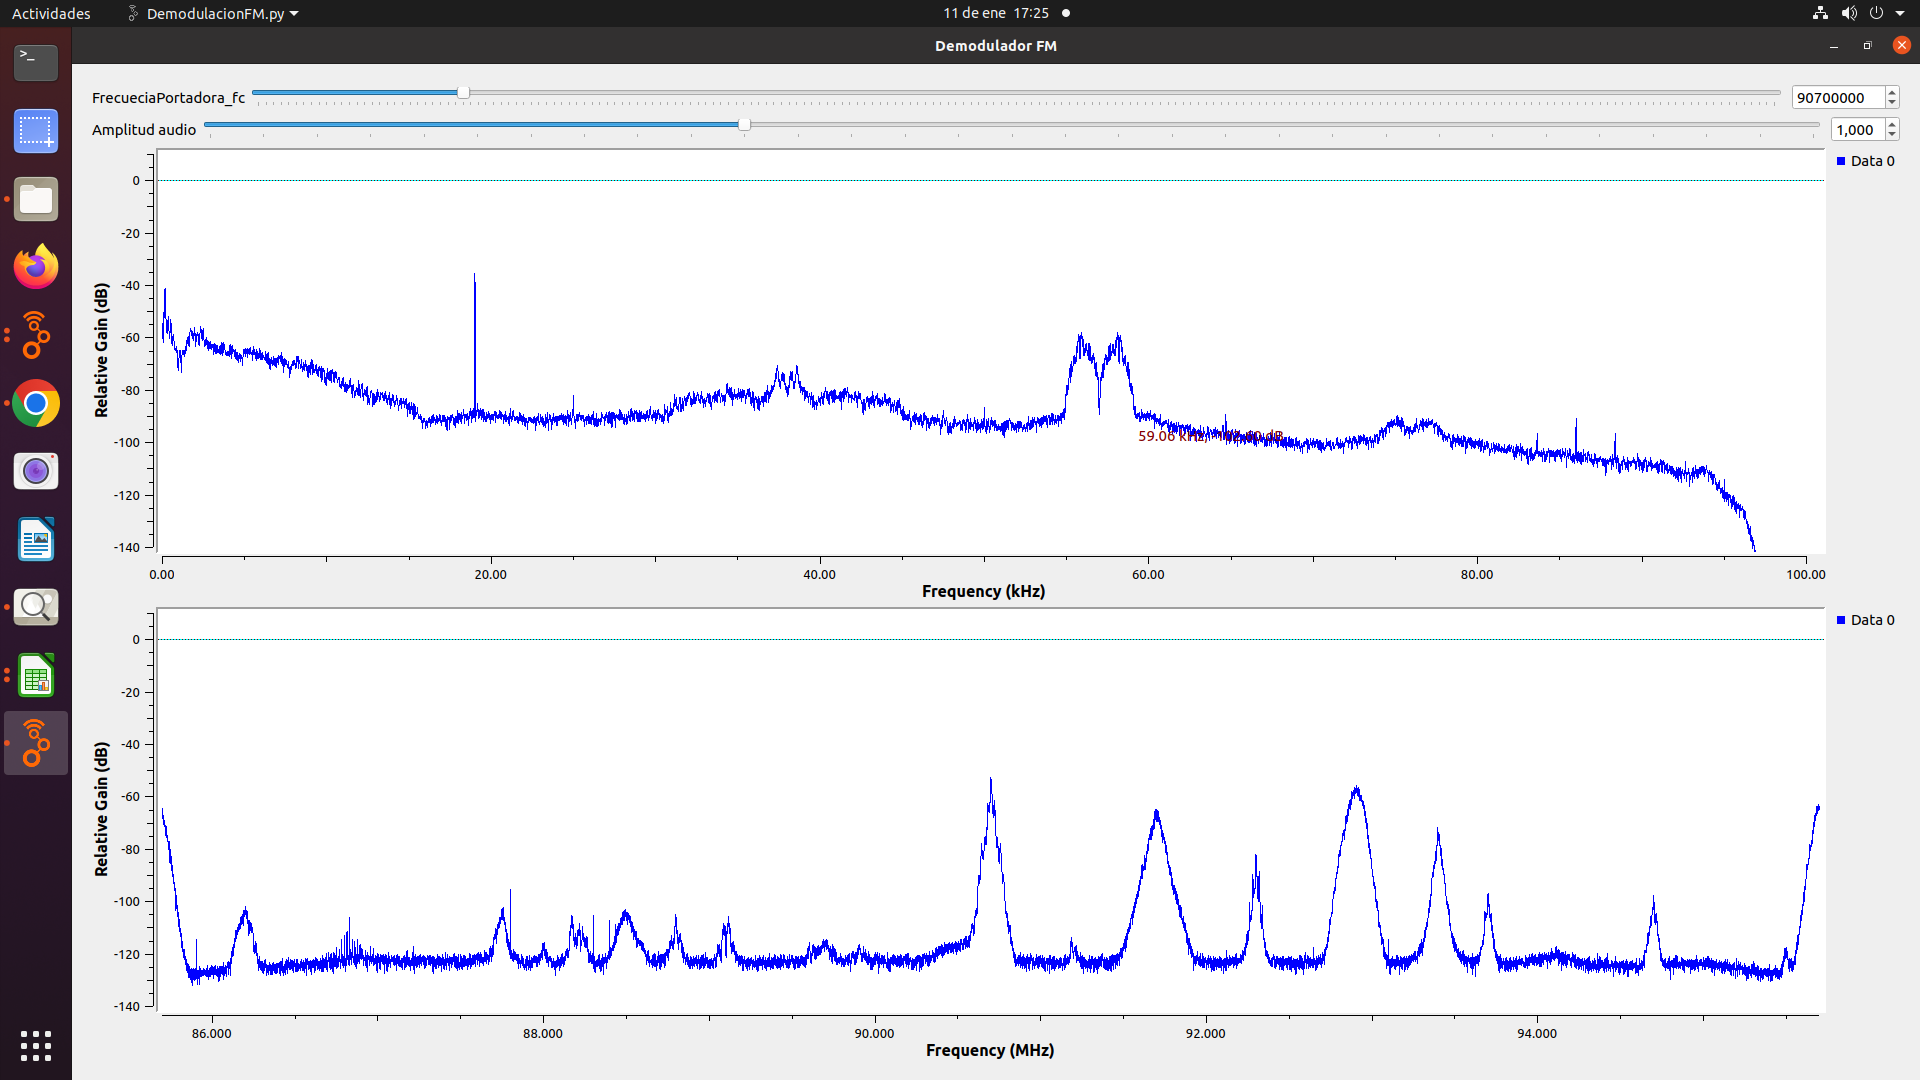 Actividades DemodulacionFM.py 11 de ene 17:25
Demodulador FM
FrecueciaPortadora_fc 90700000
Amplitud audio 1,000
Data 0
0
-20
-40
-60
-80
-100
-120
-140
Relative Gain (dB)
59.06 kHz, dB
0.00 20.00 40.00 60.00 80.00 100.00
Frequency (kHz)
Data 0
0
-20
-40
-60
-80
-100
-120
-140
Relative Gain (dB)
86.000 88.000 90.000 92.000 94.000
Frequency (MHz)